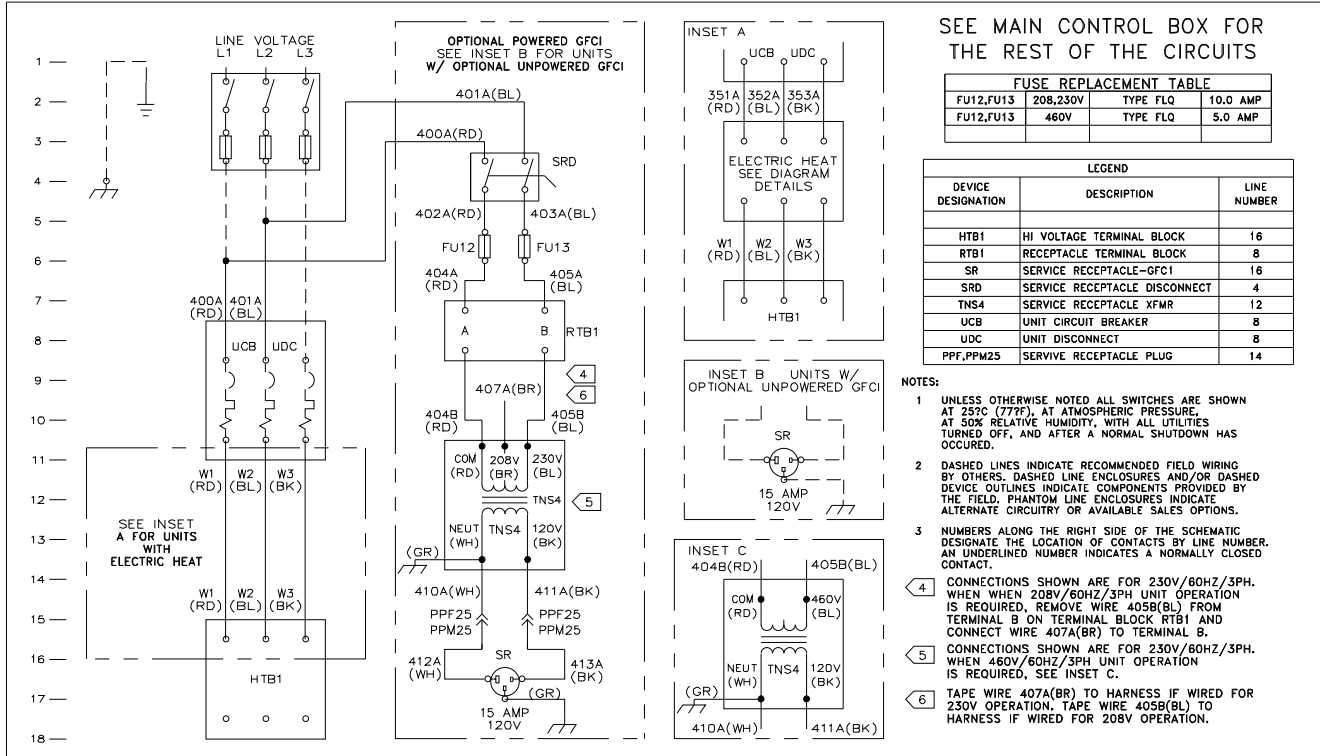 LINE VOLTAGE
L1 L2 L3
1
2
3
4
5
6
7
8
9
10
11
12
13
14
15
16
17
18
400A 401A
(RD) (BL)
UCB UDC
W1 W2 W3
(RD) (BL) (BK)
SEE INSET
A FOR UNITS
WITH
ELECTRIC HEAT
W1 W2 W3
(RD) (BL) (BK)
HTB1
OPTIONAL POWERED GFCI
SEE INSET B FOR UNITS
W/ OPTIONAL UNPOWERED GFCI
401A(BL)
400A(RD)
SRD
402A(RD) 403A(BL)
FU12 FU13
404A 405A
(RD) (BL)
A B RTB1
4
407A(BR) 6
404B 405B
(RD) (BL)
COM 208V 230V
(RD) (BR) (BL)
TNS4 5
NEUT TNS4 120V
(WH) (BK)
(GR)
410A(WH) 411A(BK)
PPF25 PPF25
PPM25 PPM25
412A SR 413A
(WH) (BK)
(GR)
15 AMP
120V
INSET A
UCB UDC
351A 352A 353A
(RD) (BL) (BK)
ELECTRIC HEAT
SEE DIAGRAM
DETAILS
W1 W2 W3
(RD) (BL) (BK)
HTB1
INSET B UNITS W/
OPTIONAL UNPOWERED GFCI
SR
15 AMP
120V
INSET C
404B(RD) 405B(BL)
COM 460V
(RD) (BL)
NEUT TNS4 120V
(WH) (BK)
(GR)
410A(WH) 411A(BK)
SEE MAIN CONTROL BOX FOR
THE REST OF THE CIRCUITS
FUSE REPLACEMENT TABLE
FU12,FU13 208,230V TYPE FLQ 10.0 AMP
FU12,FU13 460V TYPE FLQ 5.0 AMP
LEGEND
DEVICE DESCRIPTION LINE
DESIGNATION NUMBER
HTB1 HI VOLTAGE TERMINAL BLOCK 16
RTB1 RECEPTACLE TERMINAL BLOCK 8
SR SERVICE RECEPTACLE-GFC1 16
SRD SERVICE RECEPTACLE DISCONNECT 4
TNS4 SERVICE RECEPTACLE XFMR 12
UCB UNIT CIRCUIT BREAKER 8
UDC UNIT DISCONNECT 8
PPF,PPM25 SERVIVE RECEPTACLE PLUG 14
NOTES:
1 UNLESS OTHERWISE NOTED ALL SWITCHES ARE SHOWN
AT 25?C (77?F), AT ATMOSPHERIC PRESSURE,
AT 50% RELATIVE HUMIDITY, WITH ALL UTILITIES
TURNED OFF, AND AFTER A NORMAL SHUTDOWN HAS
OCCURED.
2 DASHED LINES INDICATE RECOMMENDED FIELD WIRING
BY OTHERS. DASHED LINE ENCLOSURES AND/OR DASHED
DEVICE OUTLINES INDICATE COMPONENTS PROVIDED BY
THE FIELD. PHANTOM LINE ENCLOSURES INDICATE
ALTERNATE CIRCUITRY OR AVAILABLE SALES OPTIONS.
3 NUMBERS ALONG THE RIGHT SIDE OF THE SCHEMATIC
DESIGNATE THE LOCATION OF CONTACTS BY LINE NUMBER.
AN UNDERLINED NUMBER INDICATES A NORMALLY CLOSED
CONTACT.
4 CONNECTIONS SHOWN ARE FOR 230V/60HZ/3PH.
WHEN WHEN 208V/60HZ/3PH UNIT OPERATION
IS REQUIRED, REMOVE WIRE 405B(BL) FROM
TERMINAL B ON TERMINAL BLOCK RTB1 AND
CONNECT WIRE 407A(BR) TO TERMINAL B.
5 CONNECTIONS SHOWN ARE FOR 230V/60HZ/3PH.
WHEN 460V/60HZ/3PH UNIT OPERATION
IS REQUIRED, SEE INSET C.
6 TAPE WIRE 407A(BR) TO HARNESS IF WIRED FOR
230V OPERATION. TAPE WIRE 405B(BL) TO
HARNESS IF WIRED FOR 208V OPERATION.